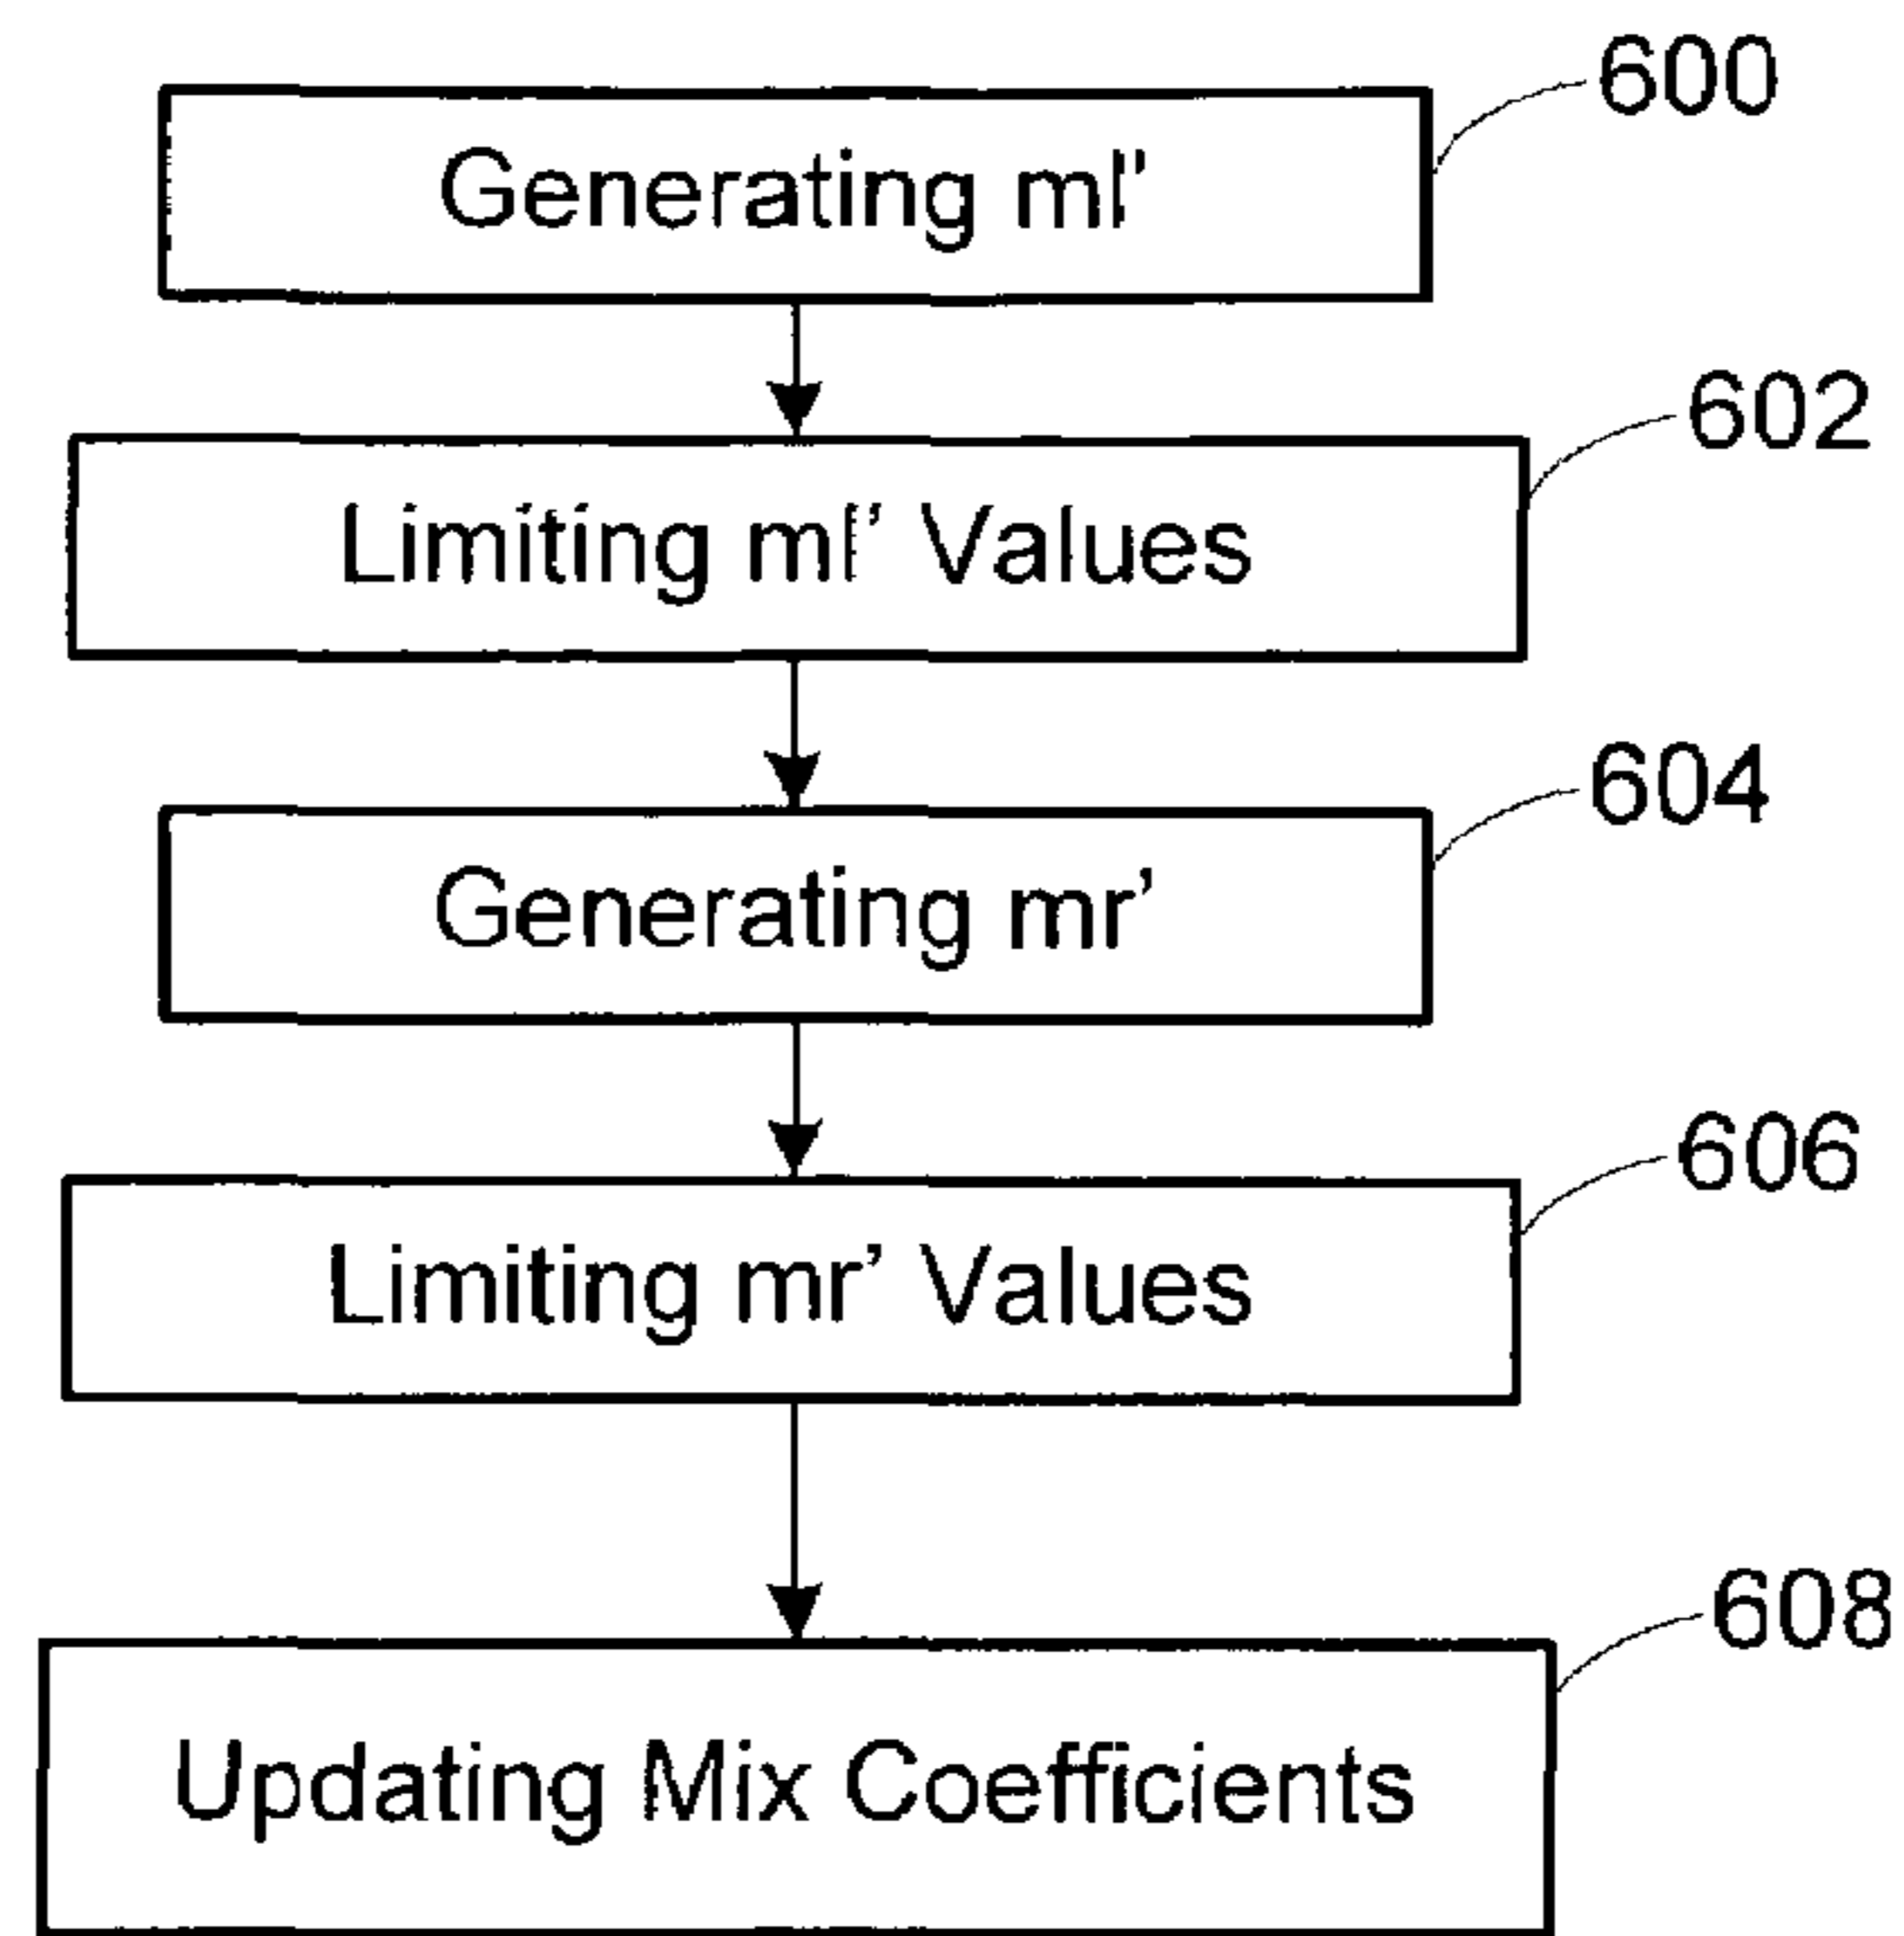 600
Generating ml'
602
Limiting ml' Values
604
Generating mr’
606
Limiting mr’ Values
608
Updating Mix Coefficients